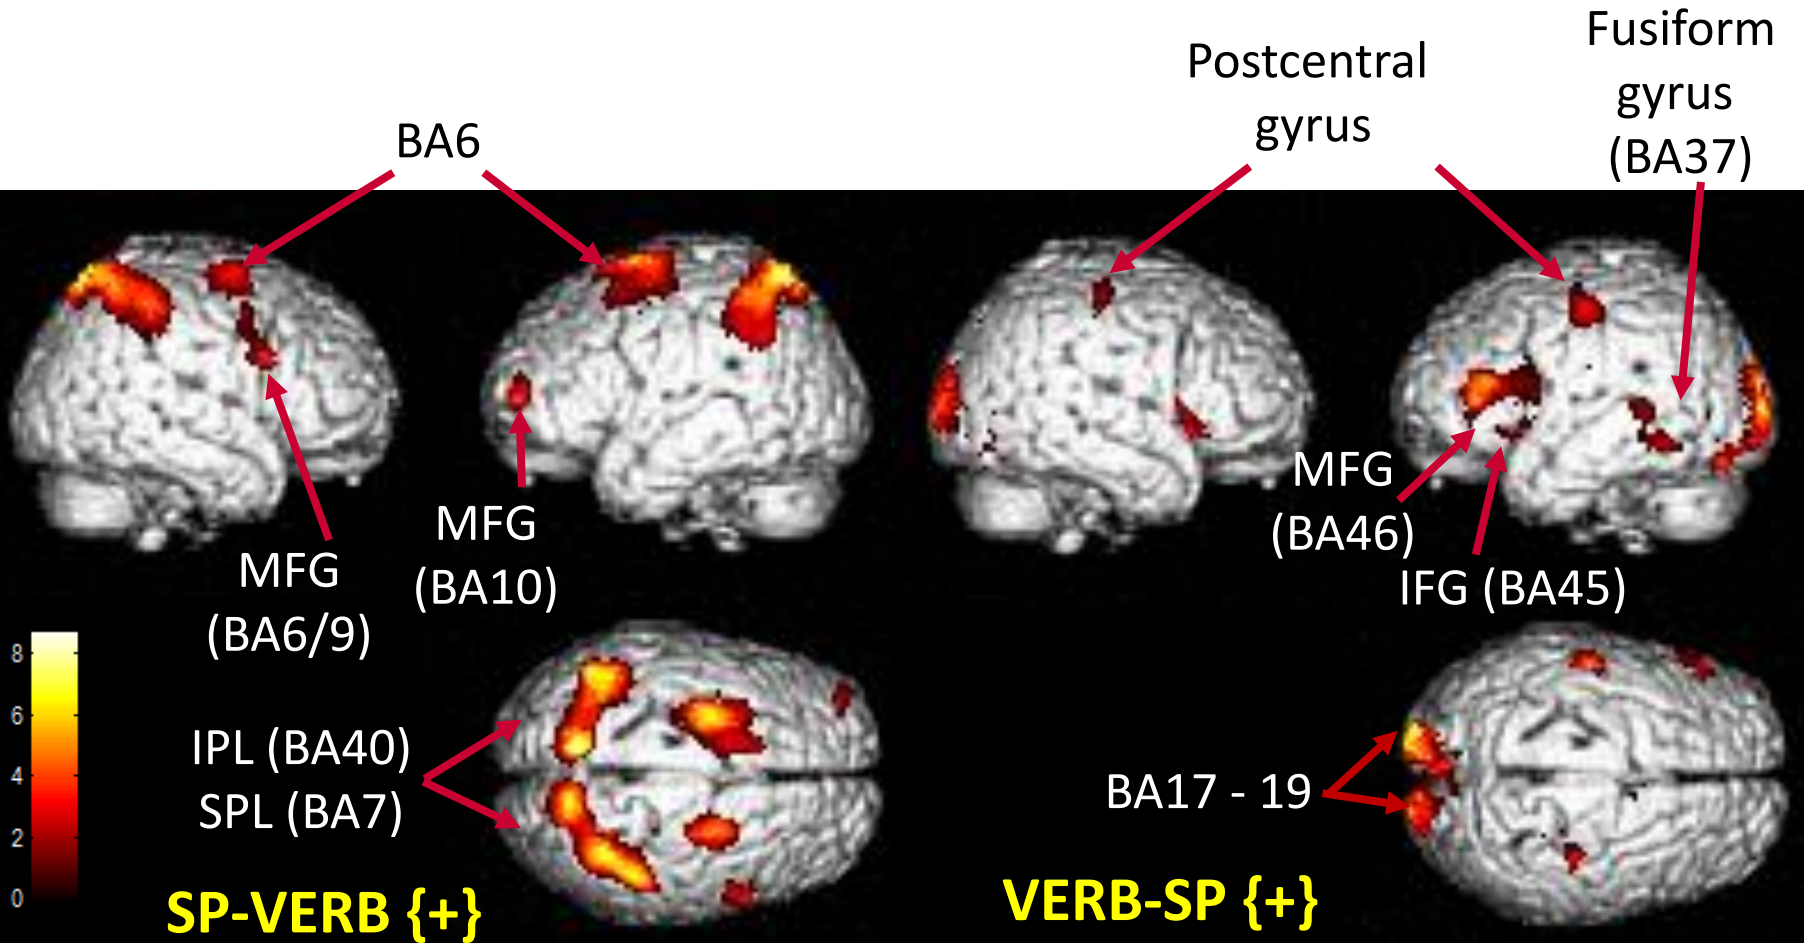 Fusiform
gyrus
(BA37)
Postcentral
gyrus
BA6
MFG
(BA6/9)
MFG
(BA10)
MFG
(BA46)
IFG (BA45)
8
6
4
2
0
IPL (BA40)
SPL (BA7)
BA17 - 19
SP-VERB {+}
VERB-SP {+}